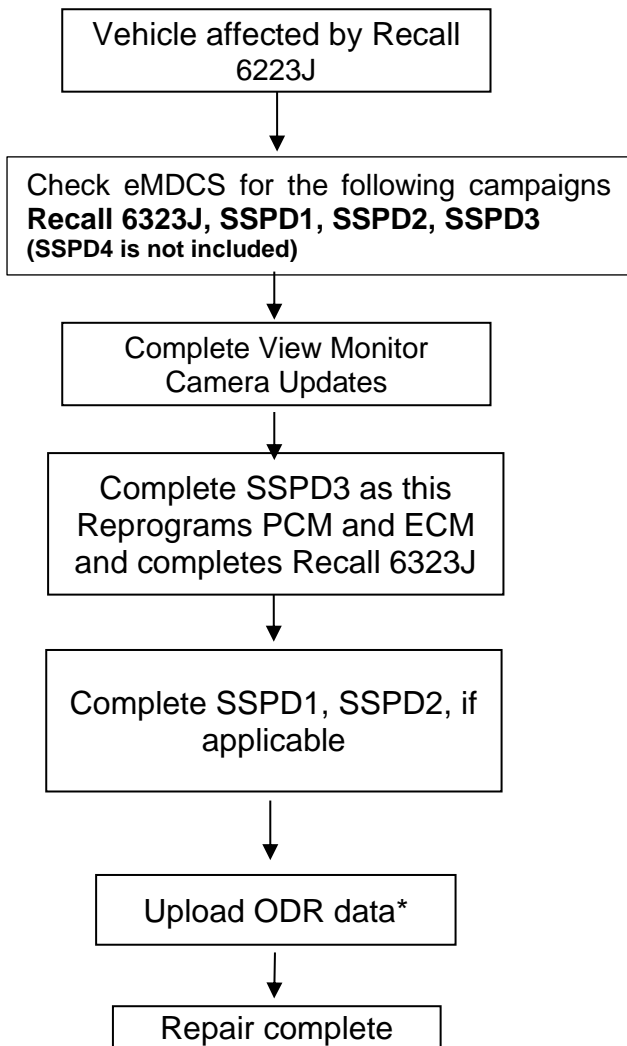 Vehicle affected by Recall
6223J
Check eMDCS for the following campaigns
Recall 6323J, SSPD1, SSPD2, SSPD3
(SSPD4 is not included)
Complete View Monitor
Camera Updates
Complete SSPD3 as this
Reprograms PCM and ECM
and completes Recall 6323J
Complete SSPD1, SSPD2, if
applicable
Upload ODR data*
Repair complete